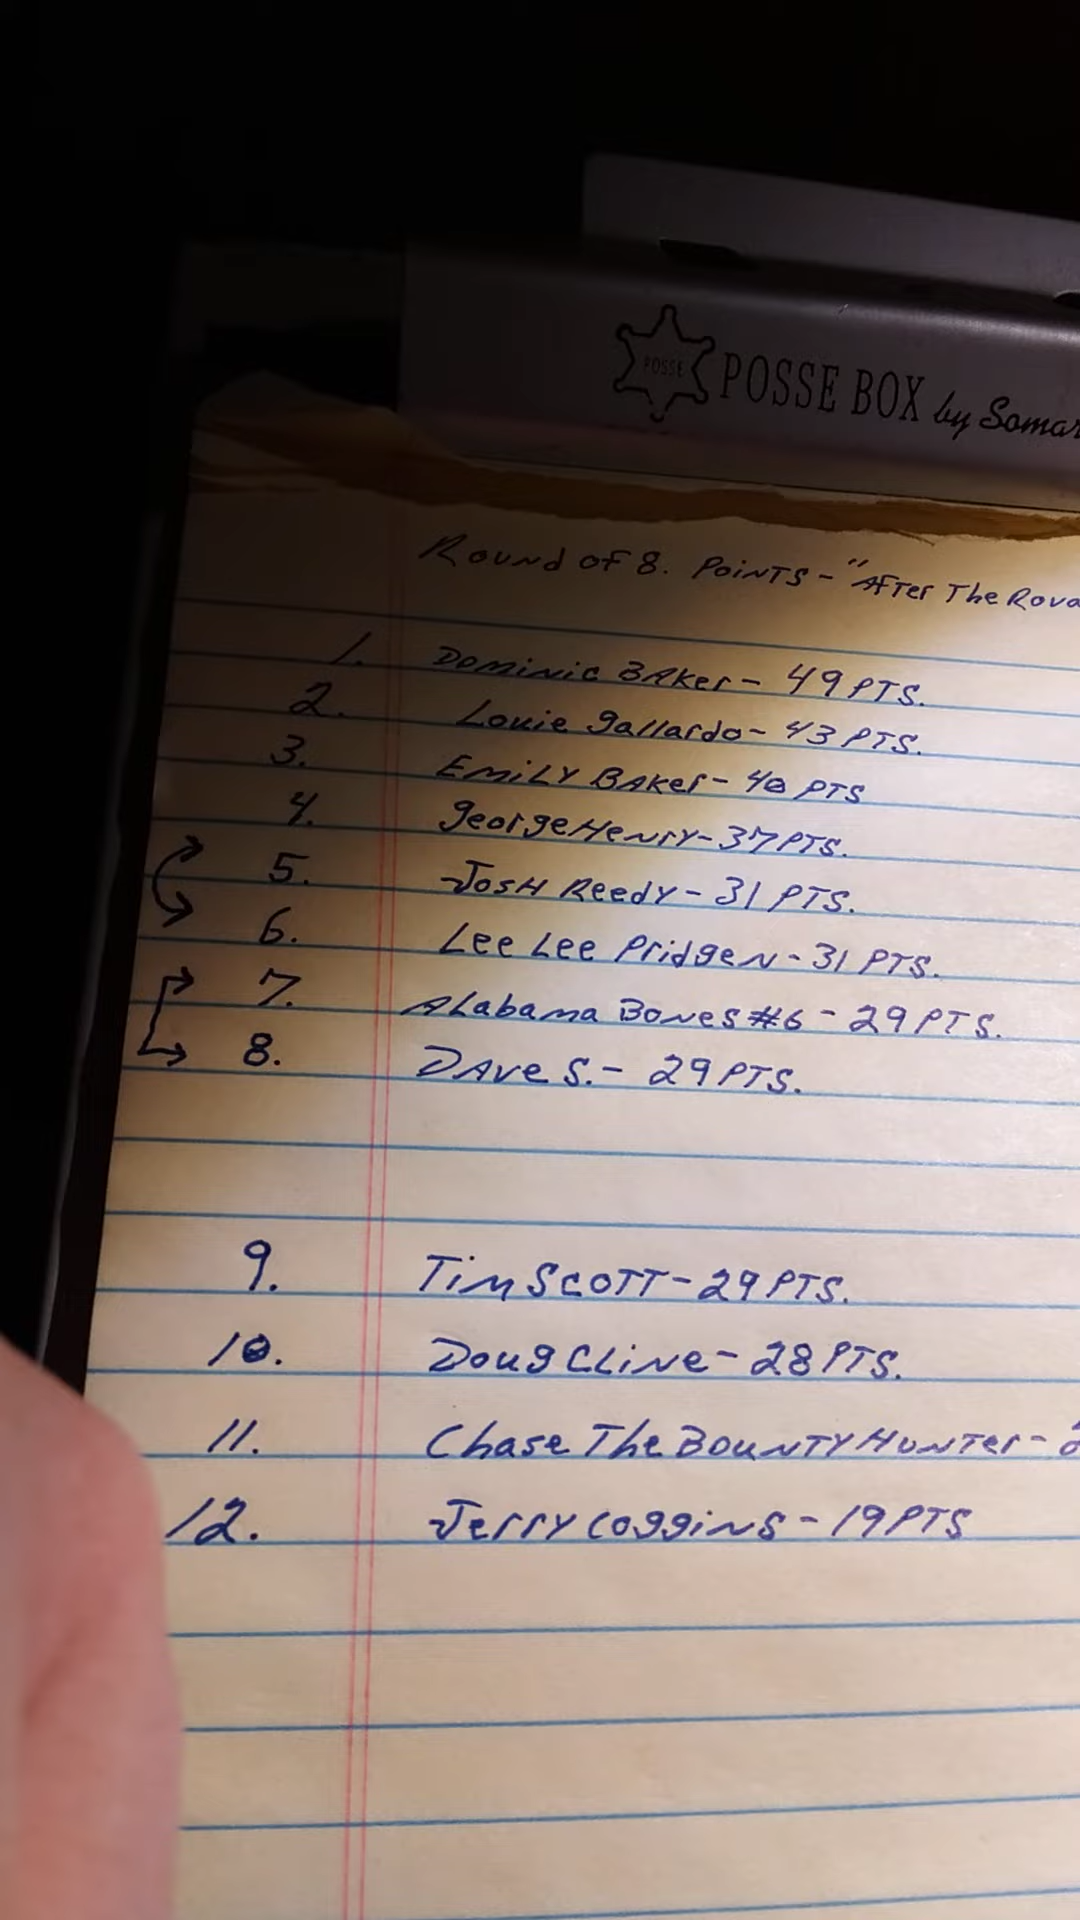 POSSE
POSSE BOX by
Round of 8. Points - "After The
1. Dominic Baker - 49 PTS.
2. Louie Gallardo - 43 PTS.
3. Emily Baker - 40 PTS
4. George Henry - 37 PTS.
5. Josh Reedy - 31 PTS.
6. Lee Lee Pridgen - 31 PTS.
7. Alabama Bones #6 - 29 PTS.
8. Dave S. - 29 PTS.
9. Tim Scott - 29 PTS.
10. Doug Cline - 28 PTS.
11. Chase The Bounty Hunter -
12. Jerry Coggins - 19 PTS